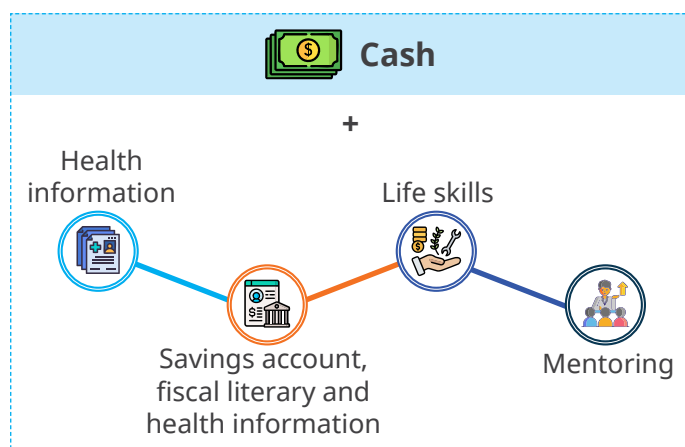 Cash
+
Health
information
Life skills
Savings account,
fiscal literary and
health information
Mentoring